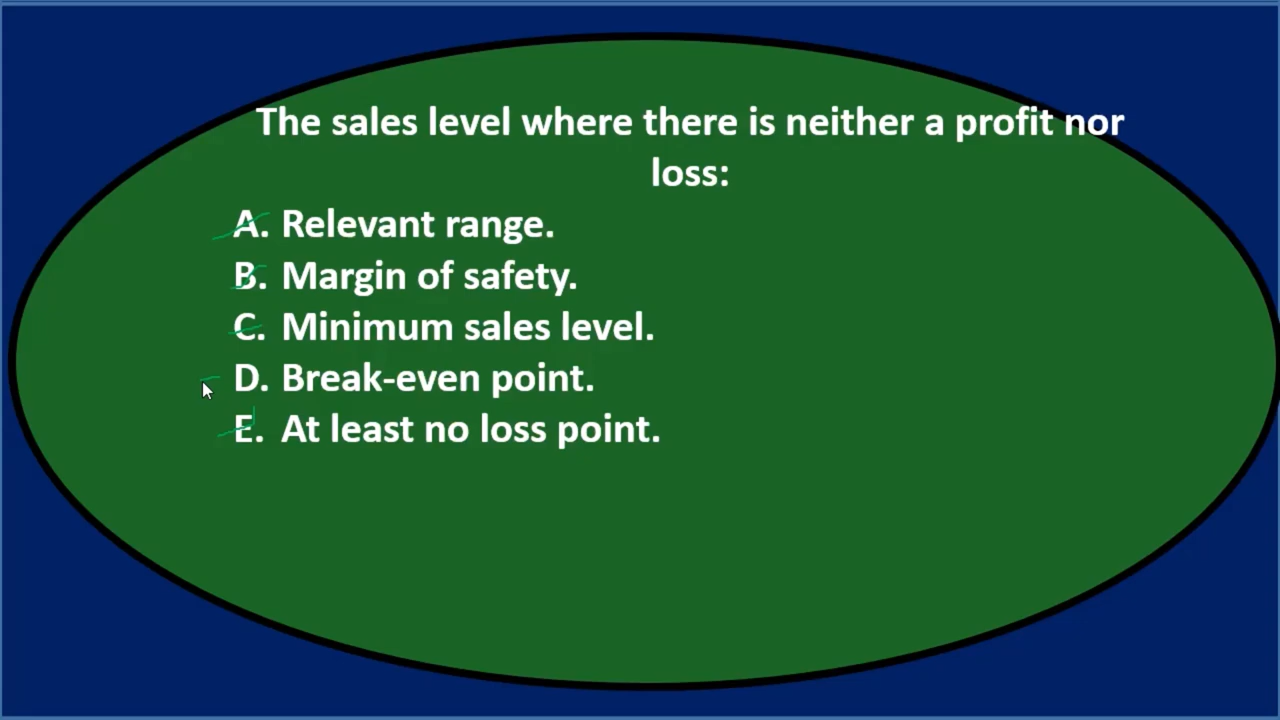 The sales level where there is neither a profit nor
loss:
A. Relevant range.
B. Margin of safety.
C. Minimum sales level.
D. Break-even point.
E. At least no loss point.